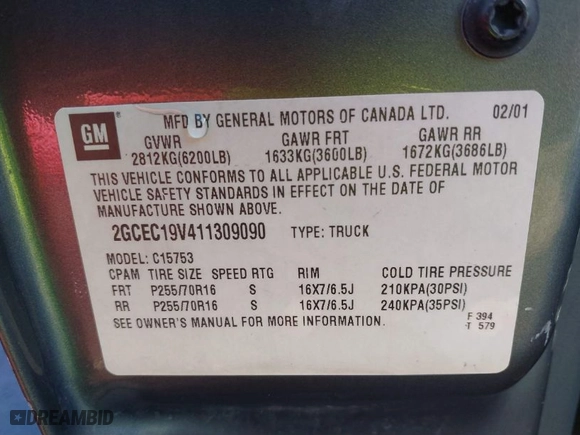 GM
MFD BY GENERAL MOTORS OF CANADA LTD. 02/01
GVWR GAWR FRT GAWR RR
2812KG(6200LB) 1633KG(3600LB) 1672KG(3686LB)
THIS VEHICLE CONFORMS TO ALL APPLICABLE U.S. FEDERAL MOTOR
VEHICLE SAFETY STANDARDS IN EFFECT ON THE DATE OF
MANUFACTURE SHOWN ABOVE.
2GCEC19V411309090 TYPE: TRUCK
MODEL: C15753
CPAM TIRE SIZE SPEED RTG RIM COLD TIRE PRESSURE
FRT P255/70R16 S 16X7/6.5J 210KPA(30PSI)
RR P255/70R16 S 16X7/6.5J 240KPA(35PSI)
SEE OWNER'S MANUAL FOR MORE INFORMATION.
F 394
T 579
DREAMBID